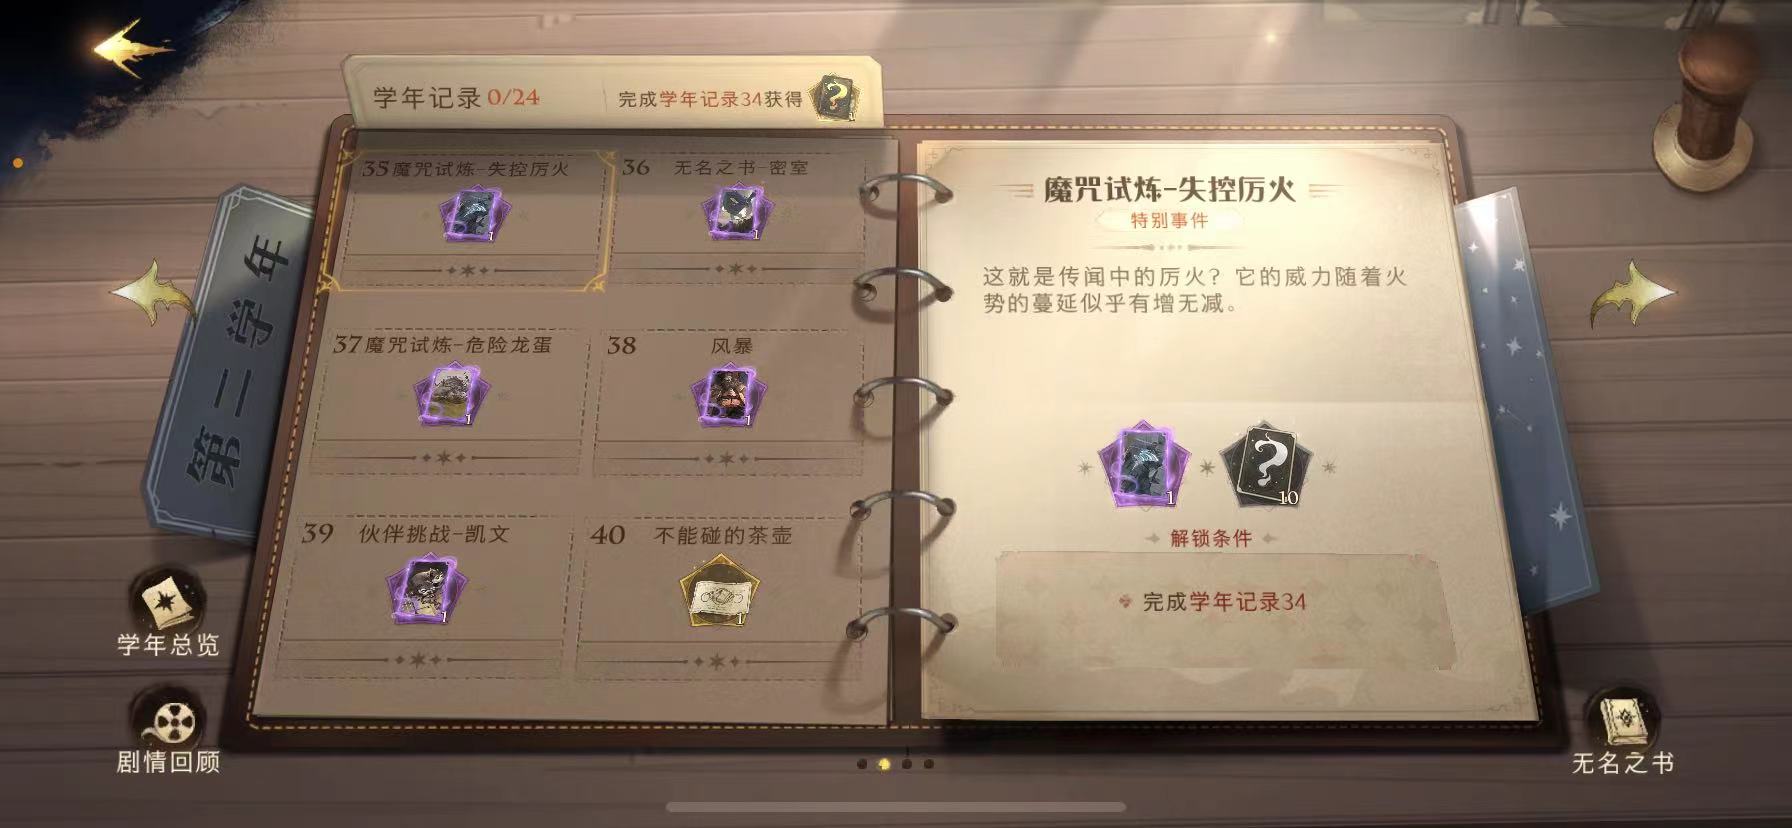 学年记录 0/24
完成学年记录34获得
35魔咒试炼-失控厉火
1
36 无名之书-密室
1
37魔咒试炼-危险龙蛋
1
38 风暴
1
39 伙伴挑战-凯文
1
40 不能碰的茶壶
1
第二学年
学年总览
剧情回顾
魔咒试炼-失控厉火
特别事件
这就是传闻中的厉火？它的威力随着火
势的蔓延似乎有增无减。
1
10
解锁条件
完成学年记录34
无名之书